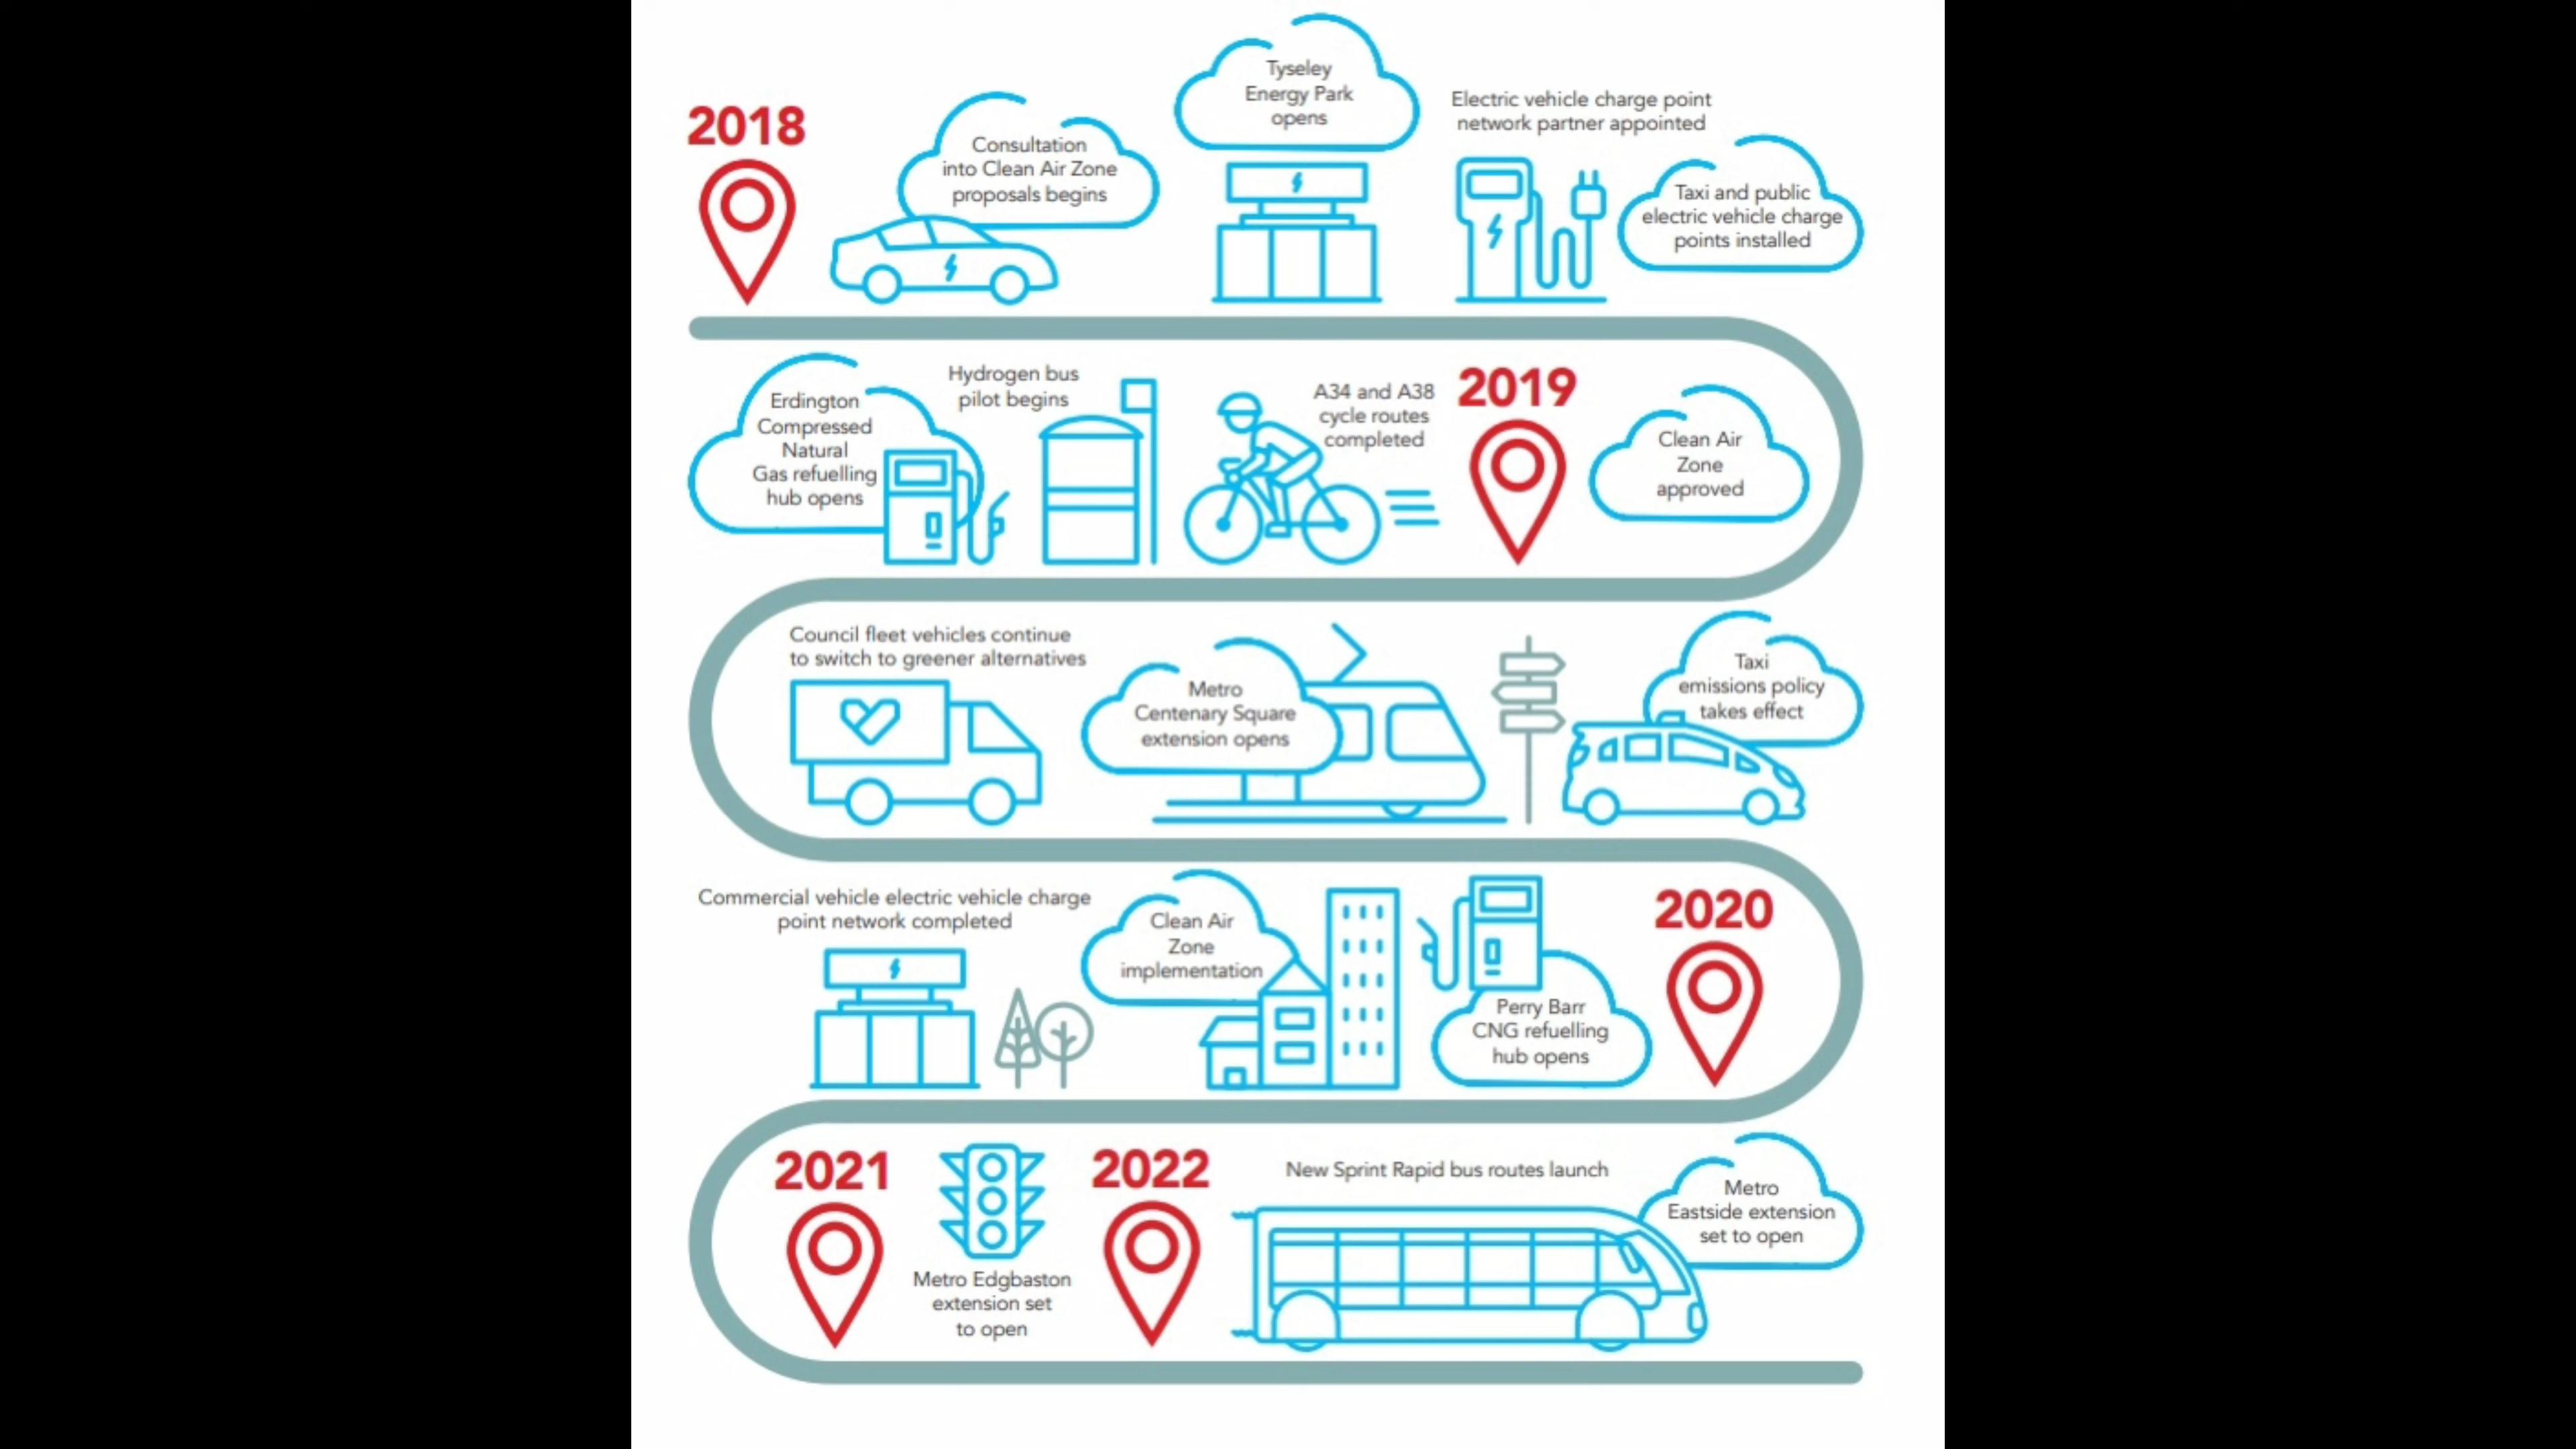 2018
Consultation
into Clean Air Zone
proposals begins
Tyseley
Energy Park
opens
Electric vehicle charge point
network partner appointed
Taxi and public
electric vehicle charge
points installed
Erdington
Compressed
Natural
Gas refuelling
hub opens
Hydrogen bus
pilot begins
A34 and A38
cycle routes
completed
2019
Clean Air
Zone
approved
Council fleet vehicles continue
to switch to greener alternatives
Metro
Centenary Square
extension opens
Taxi
emissions policy
takes effect
Commercial vehicle electric vehicle charge
point network completed
Clean Air
Zone
implementation
Perry Barr
CNG refuelling
hub opens
2020
2021
Metro Edgbaston
extension set
to open
2022
New Sprint Rapid bus routes launch
Metro
Eastside extension
set to open